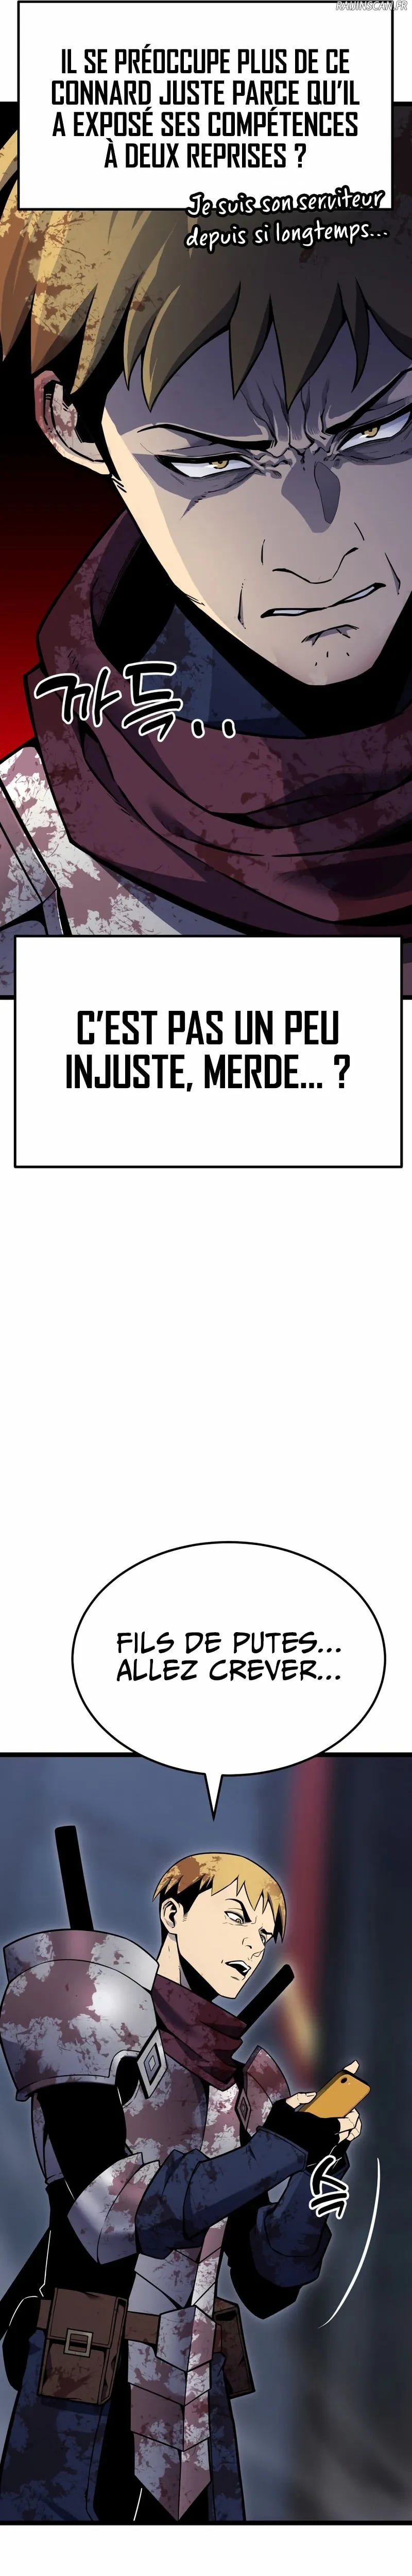 RAIJINSCAN.FR
IL SE PRÉOCCUPE PLUS DE CE
CONNARD JUSTE PARCE QU'IL
A EXPOSÉ SES COMPÉTENCES
À DEUX REPRISES ?
Je suis son serviteur
depuis si longtemps...
까드득..
C'EST PAS UN PEU
INJUSTE, MERDE... ?
FILS DE PUTES...
ALLEZ CREVER...
슥